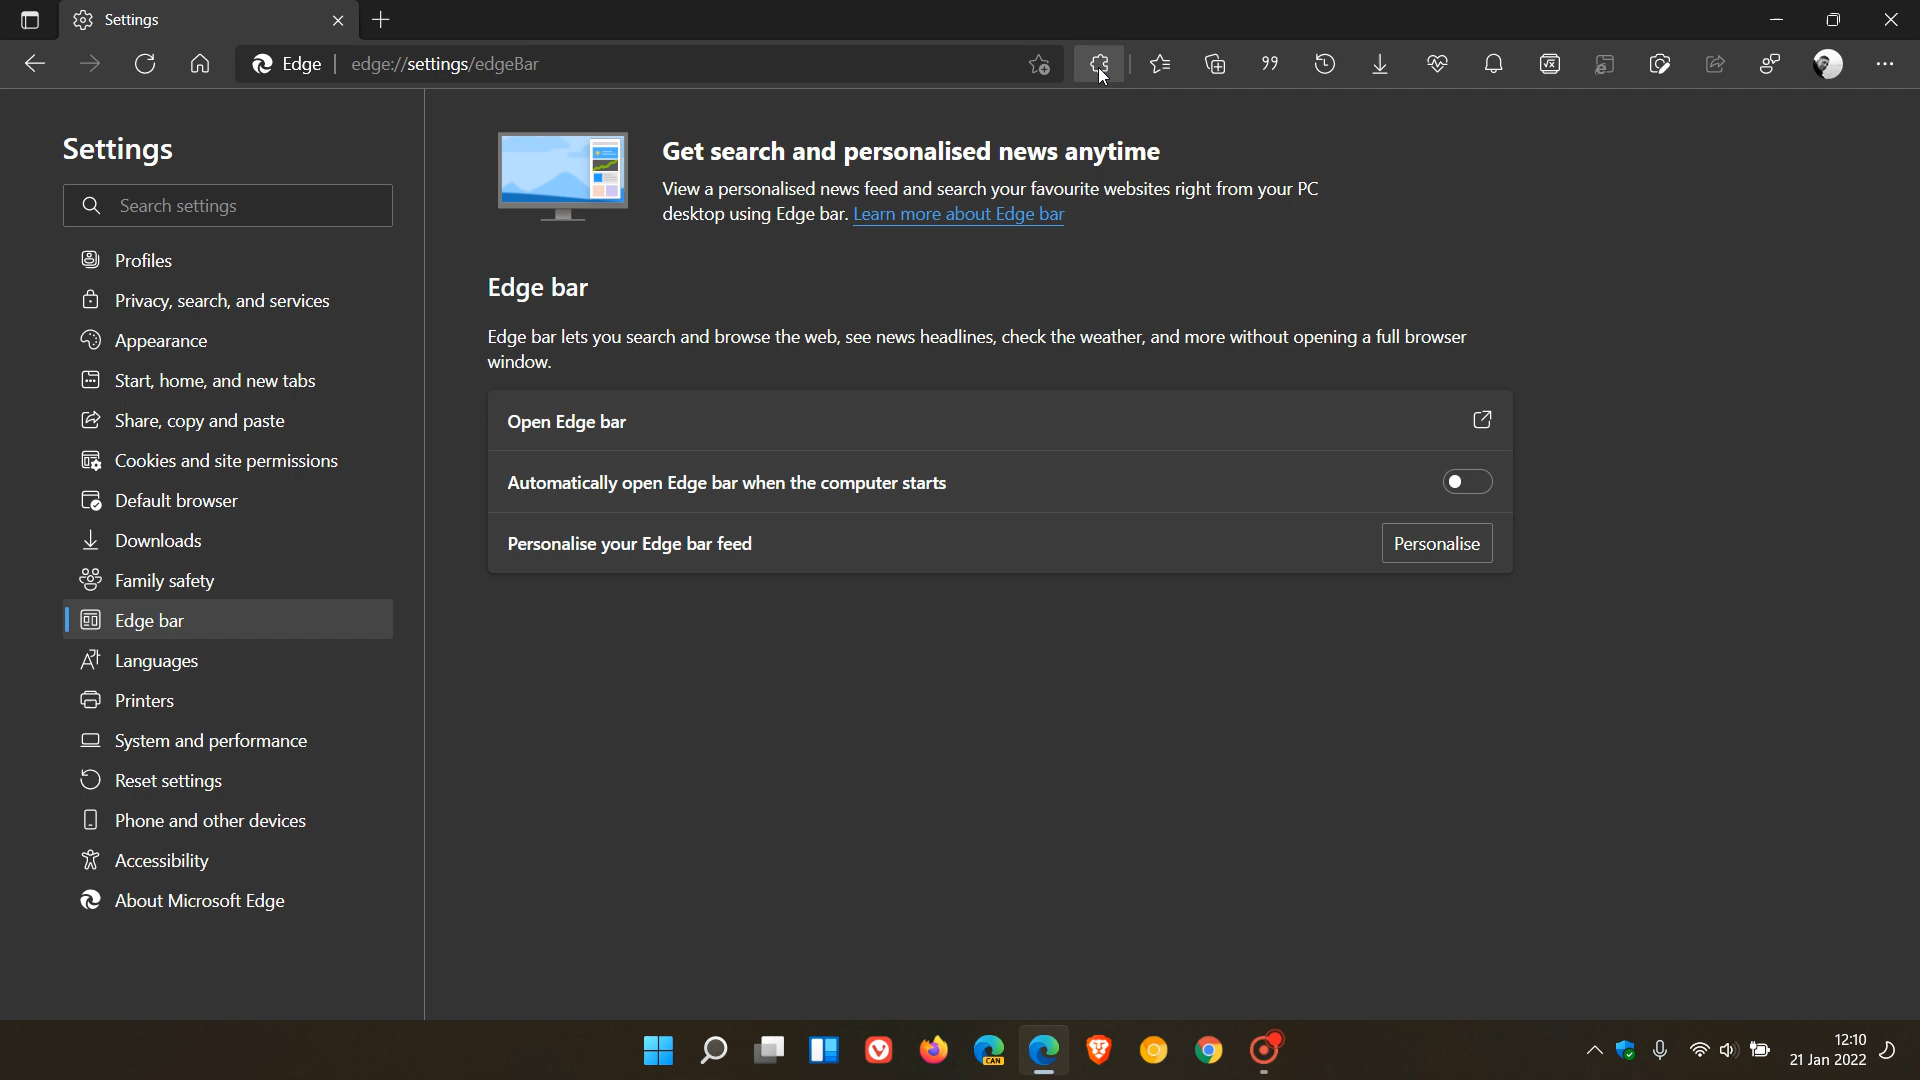 Settings
Edge
edge://settings/edgeBar
Settings
Search settings
Profiles
Privacy, search, and services
Appearance
Start, home, and new tabs
Share, copy and paste
Cookies and site permissions
Default browser
Downloads
Family safety
Edge bar
Languages
Printers
System and performance
Reset settings
Phone and other devices
Accessibility
About Microsoft Edge
Get search and personalised news anytime
View a personalised news feed and search your favourite websites right from your PC
desktop using Edge bar. Learn more about Edge bar
Edge bar
Edge bar lets you search and browse the web, see news headlines, check the weather, and more without opening a full browser
window.
Open Edge bar
Automatically open Edge bar when the computer starts
Personalise your Edge bar feed
Personalise
CAN
12:10
21 Jan 2022